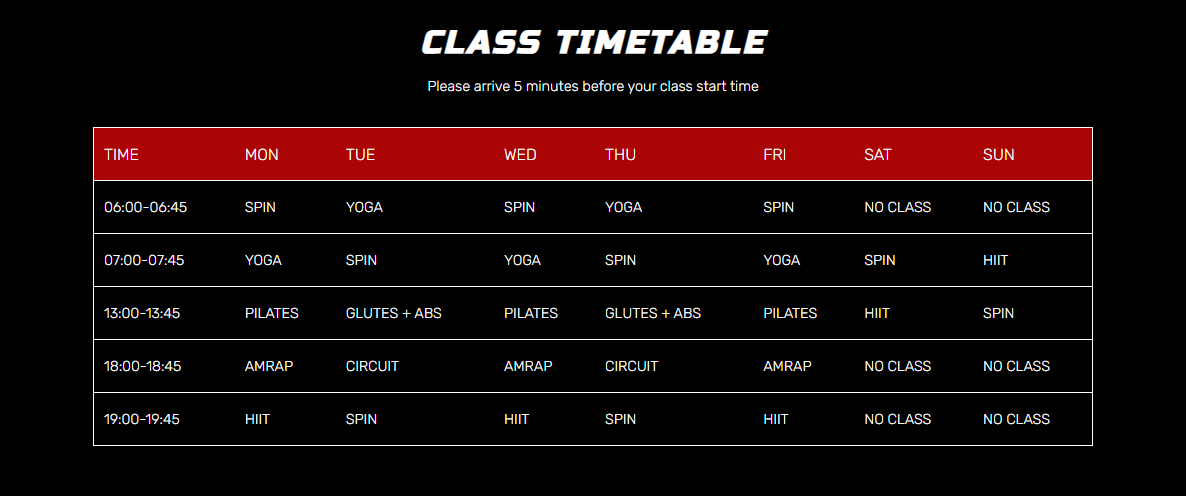 CLASS TIMETABLE
Please arrive 5 minutes before your class start time
TIME MON TUE WED THU FRI SAT SUN
06:00-06:45 SPIN YOGA SPIN YOGA SPIN NO CLASS NO CLASS
07:00-07:45 YOGA SPIN YOGA SPIN YOGA SPIN HIIT
13:00-13:45 PILATES GLUTES + ABS PILATES GLUTES + ABS PILATES HIIT SPIN
18:00-18:45 AMRAP CIRCUIT AMRAP CIRCUIT AMRAP NO CLASS NO CLASS
19:00-19:45 HIIT SPIN HIIT SPIN HIIT NO CLASS NO CLASS